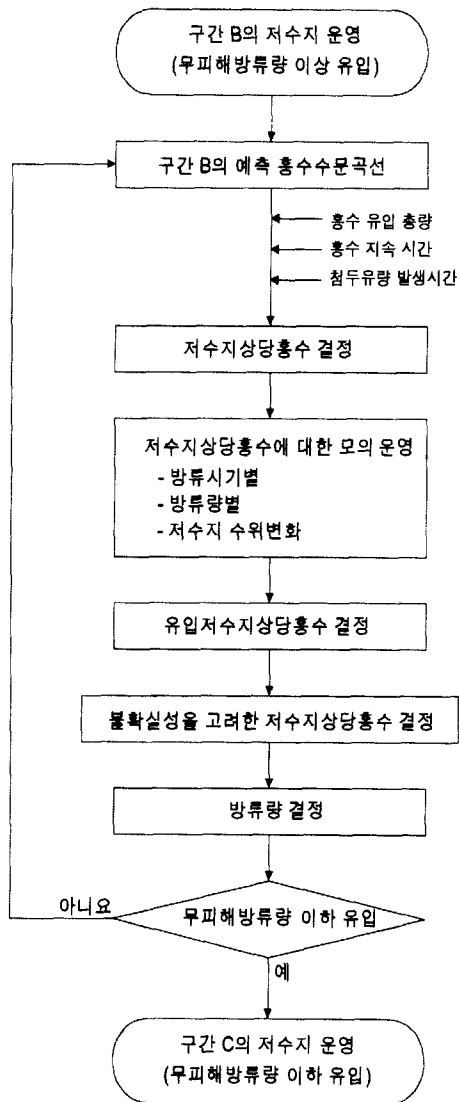 구간 B의 저수지 운영
(무피해방류량 이상 유입)
구간 B의 예측 홍수수문곡선
홍수 유입 총량
홍수 지속 시간
첨두유량 발생시간
저수지상당홍수 결정
저수지상당홍수에 대한 모의 운영
- 방류시기별
- 방류량별
- 저수지 수위변화
유입저수지상당홍수 결정
불확실성을 고려한 저수지상당홍수 결정
방류량 결정
아니요
무피해방류량 이하 유입
예
구간 C의 저수지 운영
(무피해방류량 이하 유입)